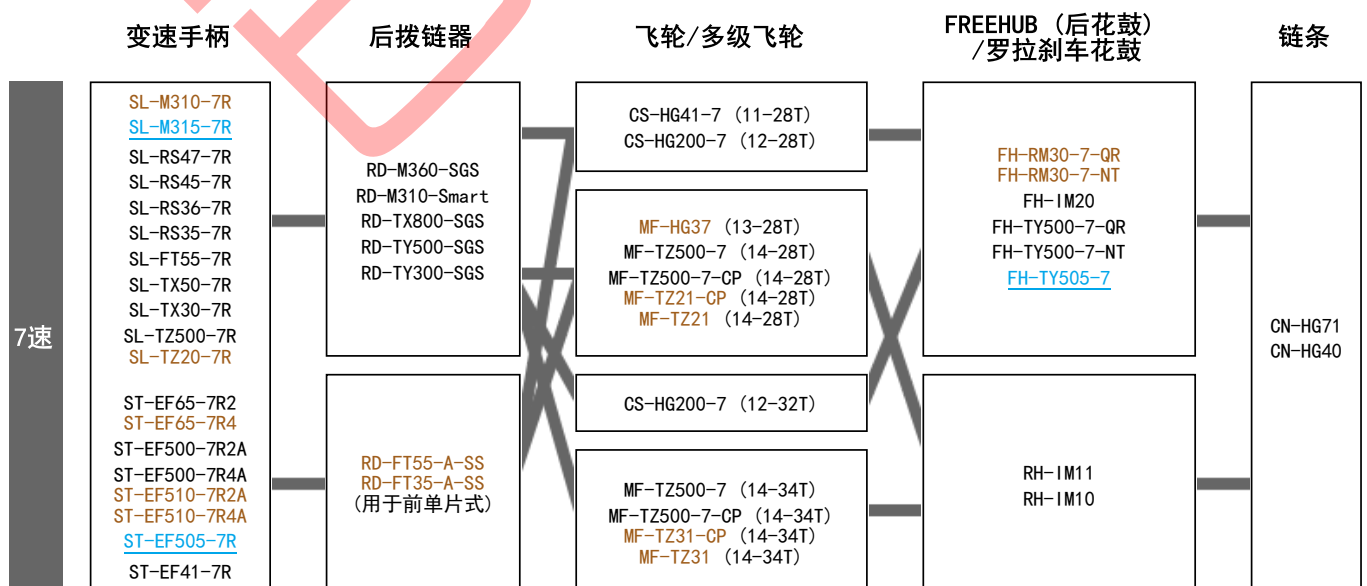 变速手柄
后拨链器
飞轮/多级飞轮
FREEHUB (后花鼓)
/罗拉刹车花鼓
链条
7速
SL-M310-7R
SL-M315-7R
SL-RS47-7R
SL-RS45-7R
SL-RS36-7R
SL-RS35-7R
SL-FT55-7R
SL-TX50-7R
SL-TX30-7R
SL-TZ500-7R
SL-TZ20-7R
ST-EF65-7R2
ST-EF65-7R4
ST-EF500-7R2A
ST-EF500-7R4A
ST-EF510-7R2A
ST-EF510-7R4A
ST-EF505-7R
ST-EF41-7R
RD-M360-SGS
RD-M310-Smart
RD-TX800-SGS
RD-TY500-SGS
RD-TY300-SGS
RD-FT55-A-SS
RD-FT35-A-SS
(用于前单片式)
CS-HG41-7 (11-28T)
CS-HG200-7 (12-28T)
MF-HG37 (13-28T)
MF-TZ500-7 (14-28T)
MF-TZ500-7-CP (14-28T)
MF-TZ21-CP (14-28T)
MF-TZ21 (14-28T)
CS-HG200-7 (12-32T)
MF-TZ500-7 (14-34T)
MF-TZ500-7-CP (14-34T)
MF-TZ31-CP (14-34T)
MF-TZ31 (14-34T)
FH-RM30-7-QR
FH-RM30-7-NT
FH-IM20
FH-TY500-7-QR
FH-TY500-7-NT
FH-TY505-7
RH-IM11
RH-IM10
CN-HG71
CN-HG40